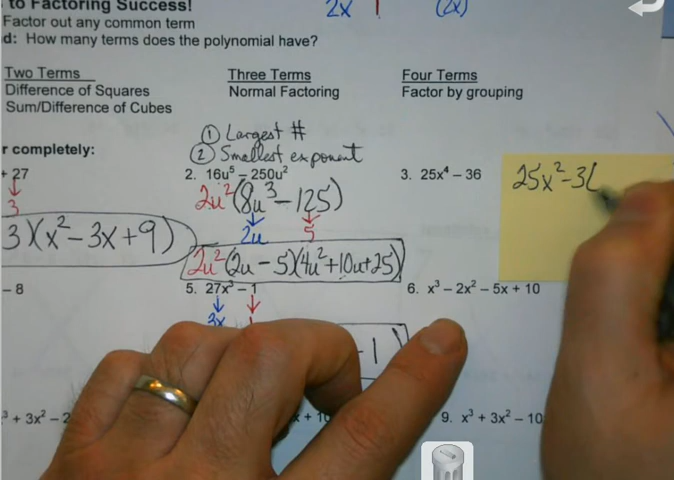 to Factoring Success!
2x 1 (2x)
Factor out any common term
d: How many terms does the polynomial have?
Two Terms Three Terms Four Terms
Difference of Squares Normal Factoring Factor by grouping
Sum/Difference of Cubes
① Largest #
r completely: ② Smallest exponent
+ 27 2. 16u⁵ – 250u² 3. 25x⁴ – 36 25x²-3(
3 2u²(8u³-125)
2u 5
3)(x²-3x+9)
2u²(2u-5)(4u²+10u+25)
– 8 5. 27x³ – 1 6. x³ – 2x² – 5x + 10
3x
1)
³ + 3x² – 2 9. x³ + 3x² – 10